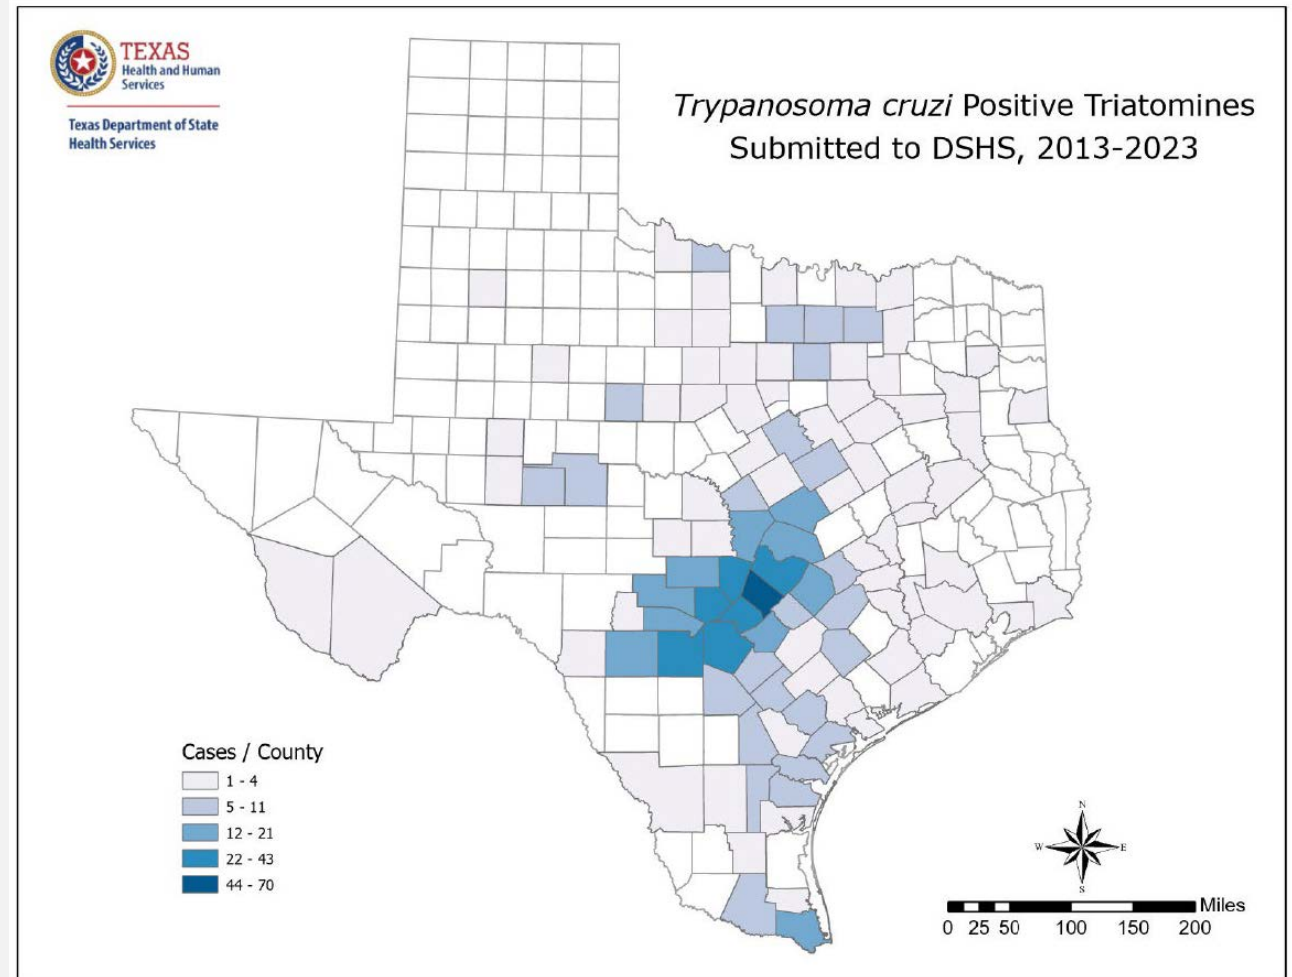 TEXAS
Health and Human
Services
Texas Department of State
Health Services
Trypanosoma cruzi Positive Triatomines
Submitted to DSHS, 2013-2023
Cases / County
1 - 4
5 - 11
12 - 21
22 - 43
44 - 70
N
W E
S
Miles
0 25 50 100 150 200